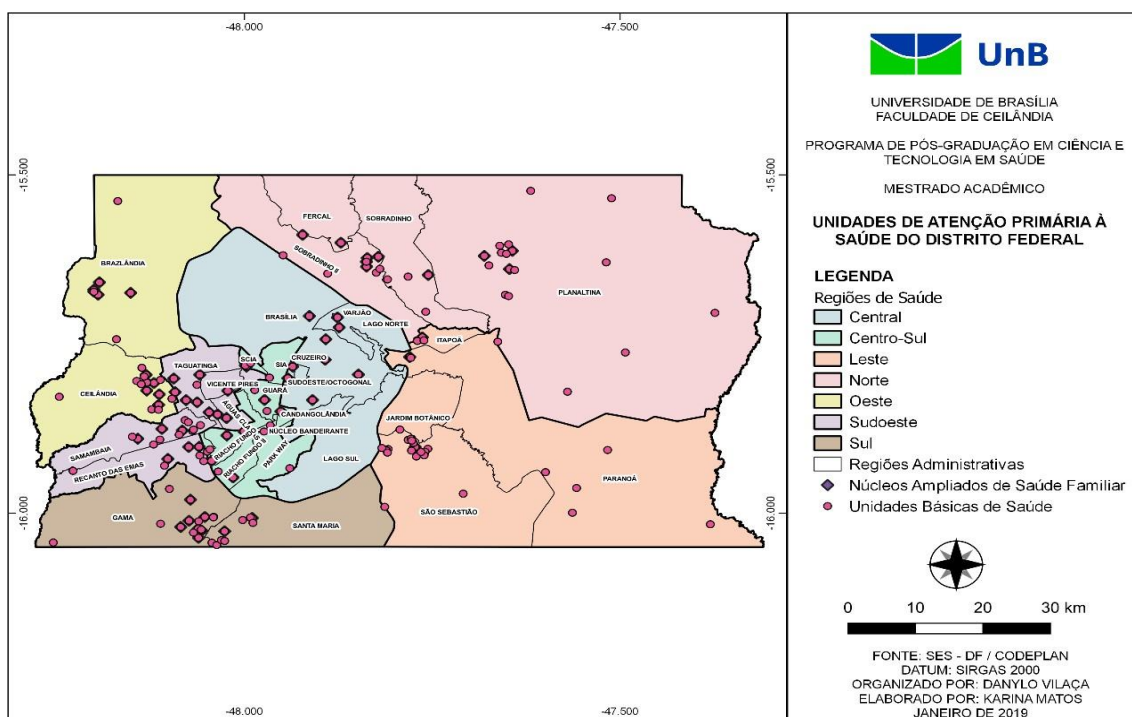 -48.000
-47.500
-15.500
-15.500
FERCAL
SOBRADINHO
SOBRADINHO II
BRAZLÂNDIA
PLANALTINA
BRASÍLIA
VARJÃO
LAGO NORTE
ITAPOÃ
TAGUATINGA
SCIA
SIA
CRUZEIRO
VICENTE PIRES
SUDOESTE/OCTOGONAL
CEILÂNDIA
GUARÁ
CANDANGOLÂNDIA
JARDIM BOTÂNICO
NÚCLEO BANDEIRANTE
SAMAMBAIA
RIACHO FUNDO
RIACHO FUNDO II
PARK WAY
LAGO SUL
RECANTO DAS EMAS
PARANOÁ
SÃO SEBASTIÃO
GAMA
SANTA MARIA
-16.000
-16.000
-48.000
-47.500
UnB
UNIVERSIDADE DE BRASÍLIA
FACULDADE DE CEILÂNDIA
PROGRAMA DE PÓS-GRADUAÇÃO EM CIÊNCIA E
TECNOLOGIA EM SAÚDE
MESTRADO ACADÊMICO
UNIDADES DE ATENÇÃO PRIMÁRIA À
SAÚDE DO DISTRITO FEDERAL
LEGENDA
Regiões de Saúde
Central
Centro-Sul
Leste
Norte
Oeste
Sudoeste
Sul
Regiões Administrativas
Núcleos Ampliados de Saúde Familiar
Unidades Básicas de Saúde
0 10 20 30 km
FONTE: SES - DF / CODEPLAN
DATUM: SIRGAS 2000
ORGANIZADO POR: DANYLO VILAÇA
ELABORADO POR: KARINA MATOS
JANEIRO DE 2019